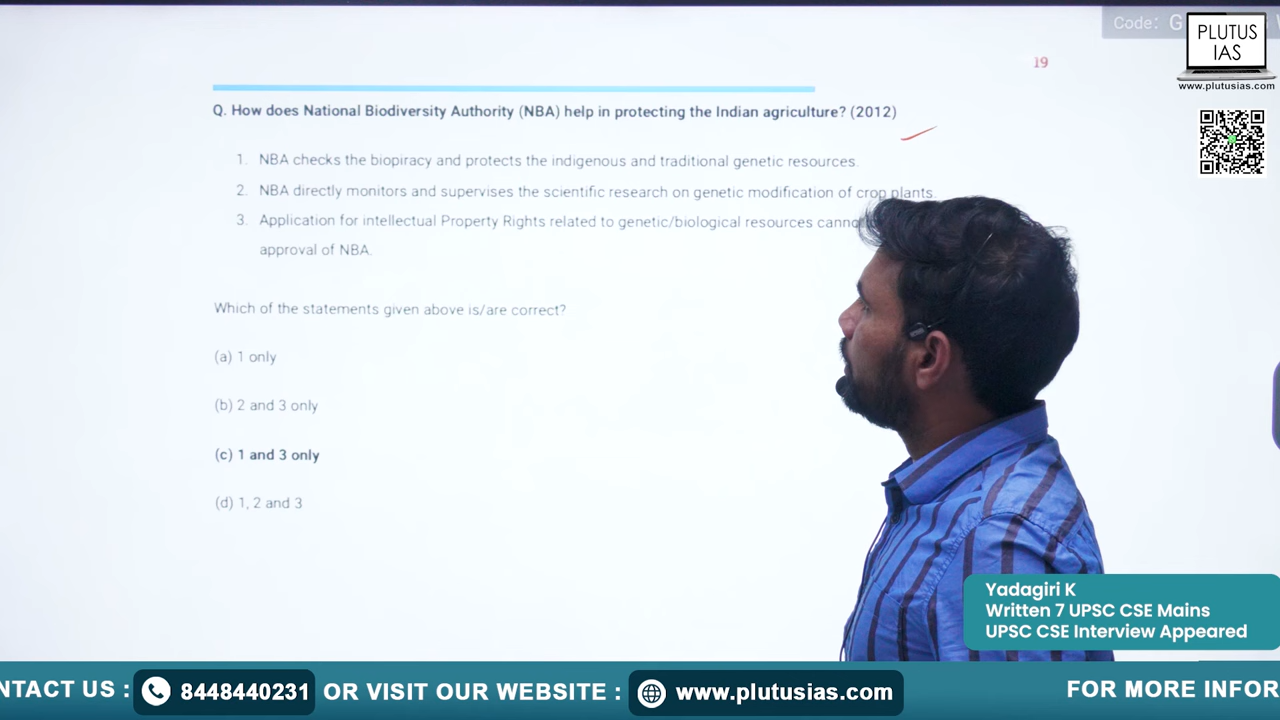 Code: G
PLUTUS
IAS
www.plutusias.com
19
Q. How does National Biodiversity Authority (NBA) help in protecting the Indian agriculture? (2012)
1. NBA checks the biopiracy and protects the indigenous and traditional genetic resources.
2. NBA directly monitors and supervises the scientific research on genetic modification of crop plants.
3. Application for intellectual Property Rights related to genetic/biological resources
approval of NBA.
Which of the statements given above is/are correct?
(a) 1 only
(b) 2 and 3 only
(c) 1 and 3 only
(d) 1, 2 and 3
Yadagiri K
Written 7 UPSC CSE Mains
UPSC CSE Interview Appeared
NTACT US : 8448440231 OR VISIT OUR WEBSITE : www.plutusias.com FOR MORE INFOR